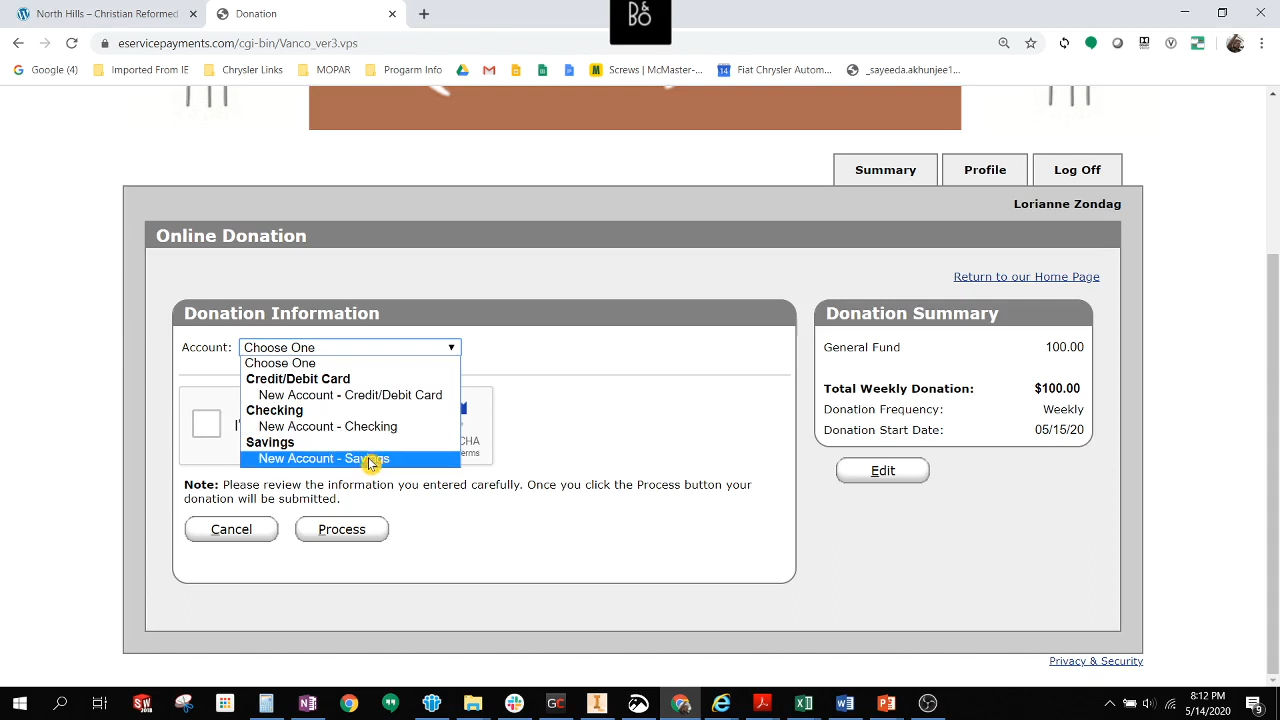 North Hills – Christian Reformed
Donation
B&O
eservicepayments.com/cgi-bin/Vanco_ver3.vps
Google (4)
Imported From IE
Chrysler Links
MOPAR
Progarm Info
Screws | McMaster-...
Fiat Chrysler Autom...
_sayeeda.akhunjee1...
Summary
Profile
Log Off
Lorianne Zondag
Online Donation
Return to our Home Page
Donation Information
Account: Choose One
Choose One
Credit/Debit Card
New Account - Credit/Debit Card
Checking
New Account - Checking
Savings
New Account - Savings
Note: Please review the information you entered carefully. Once you click the Process button your
donation will be submitted.
Cancel
Process
Donation Summary
General Fund 100.00
Total Weekly Donation: $100.00
Donation Frequency: Weekly
Donation Start Date: 05/15/20
Edit
Privacy & Security
8:12 PM
5/14/2020